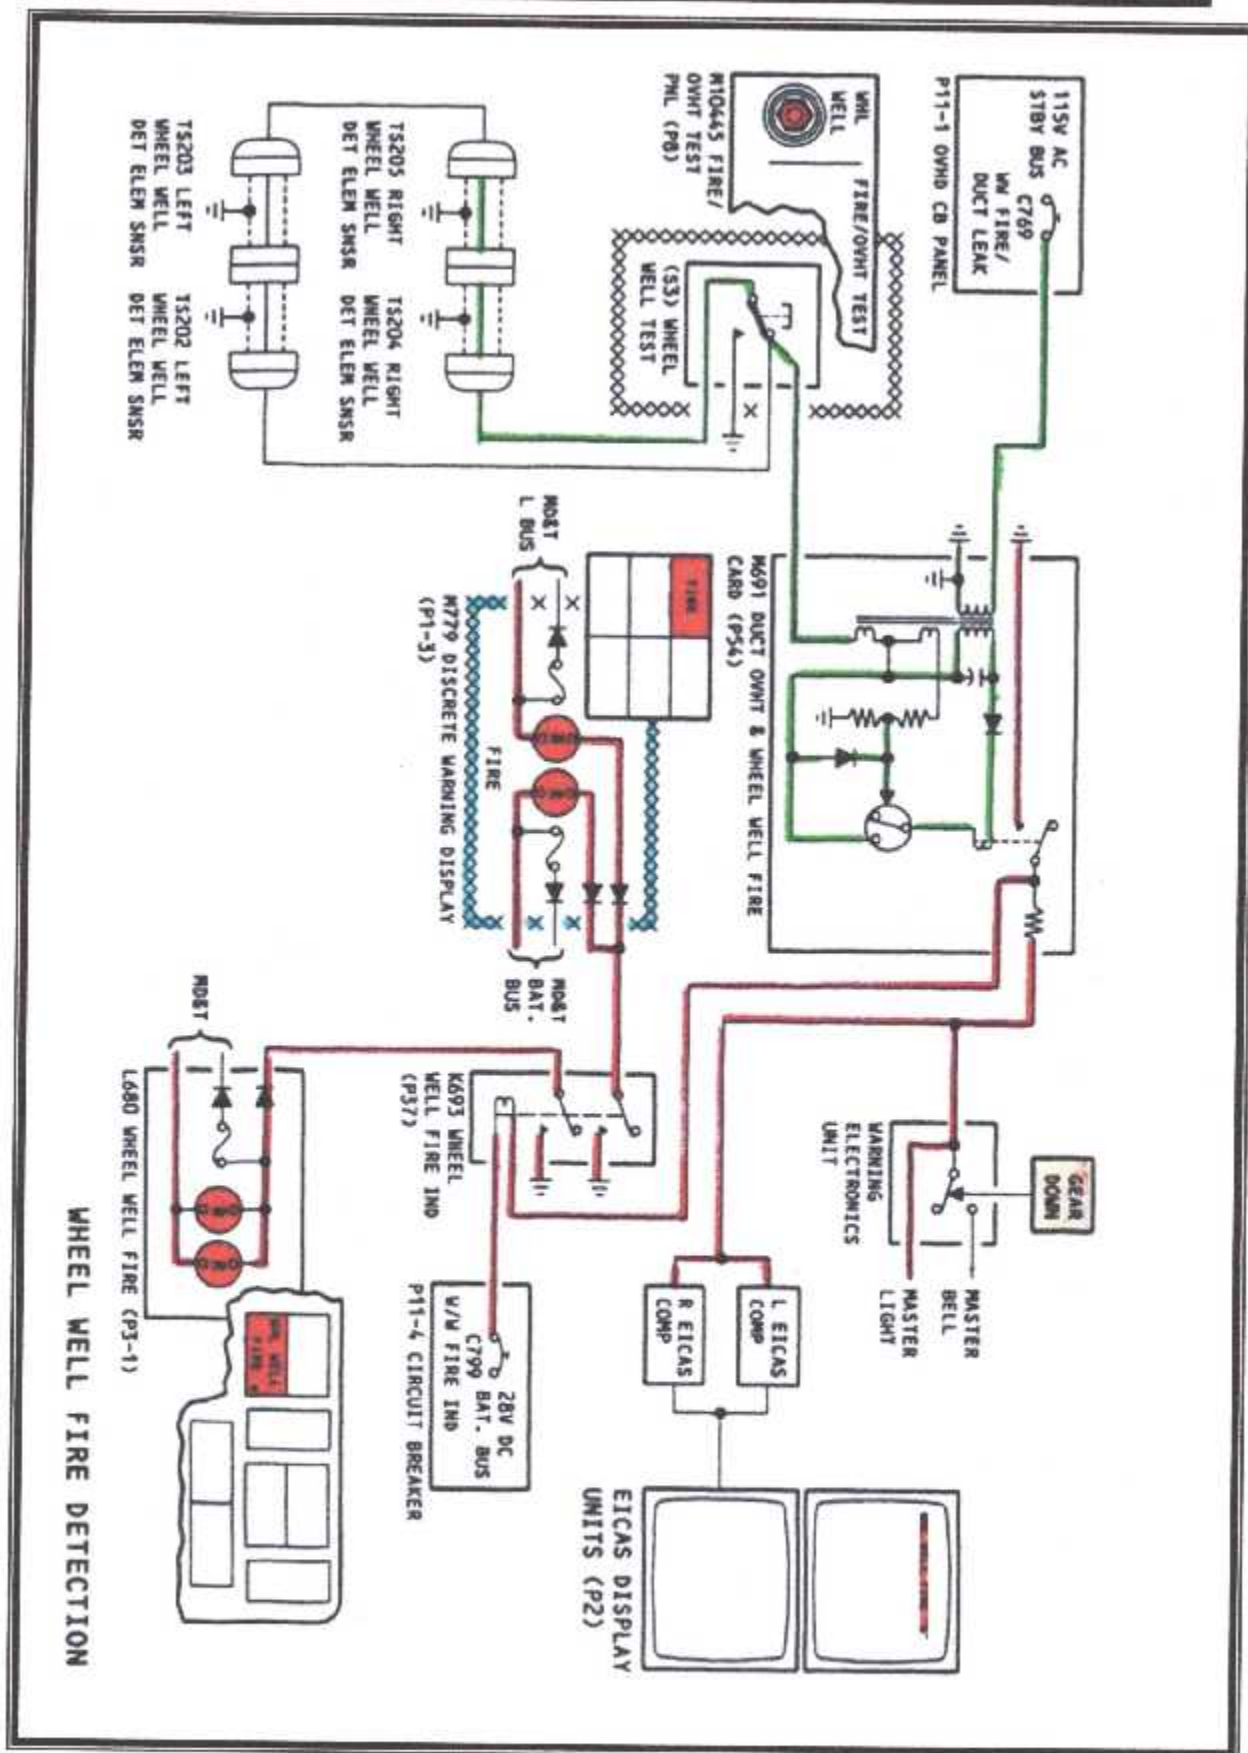 115V AC
STBY BUS
C769
WW FIRE/
DUCT LEAK
P11-1 OVHD CB PANEL
WHL
WELL
FIRE/OVHT TEST
M10445 FIRE/
OVHT TEST
PNL (P8)
(S3) WHEEL
WELL TEST
TS205 RIGHT
WHEEL WELL
DET ELEM SNSR
TS204 RIGHT
WHEEL WELL
DET ELEM SNSR
TS203 LEFT
WHEEL WELL
DET ELEM SNSR
TS202 LEFT
WHEEL WELL
DET ELEM SNSR
M691 DUCT OVHT & WHEEL WELL FIRE
CARD (P54)
FIRE
MD&T
L BUS
FIRE
MD&T
BAT.
BUS
M779 DISCRETE WARNING DISPLAY
(P1-3)
GEAR
DOWN
WARNING
ELECTRONICS
UNIT
MASTER
BELL
MASTER
LIGHT
L EICAS
COMP
R EICAS
COMP
EICAS DISPLAY
UNITS (P2)
K693 WHEEL
WELL FIRE IND
(P37)
28V DC
BAT. BUS
C799
W/W FIRE IND
P11-4 CIRCUIT BREAKER
MD&T
WELL
FIRE
L680 WHEEL WELL FIRE (P3-1)
WHEEL WELL FIRE DETECTION